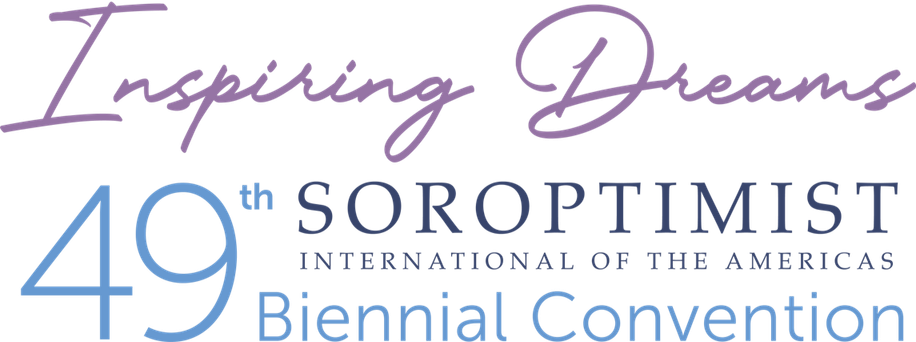 Inspiring Dreams
49th SOROPTIMIST
INTERNATIONAL OF THE AMERICAS
Biennial Convention